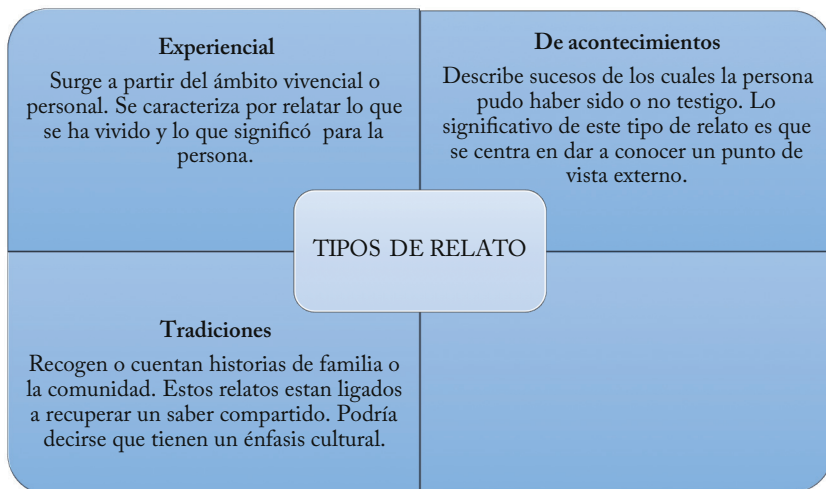 Experiencial
Surge a partir del ámbito vivencial o
personal. Se caracteriza por relatar lo que
se ha vivido y lo que significó para la
persona.
De acontecimientos
Describe sucesos de los cuales la persona
pudo haber sido o no testigo. Lo
significativo de este tipo de relato es que
se centra en dar a conocer un punto de
vista externo.
TIPOS DE RELATO
Tradiciones
Recogen o cuentan historias de familia o
la comunidad. Estos relatos estan ligados
a recuperar un saber compartido. Podría
decirse que tienen un énfasis cultural.